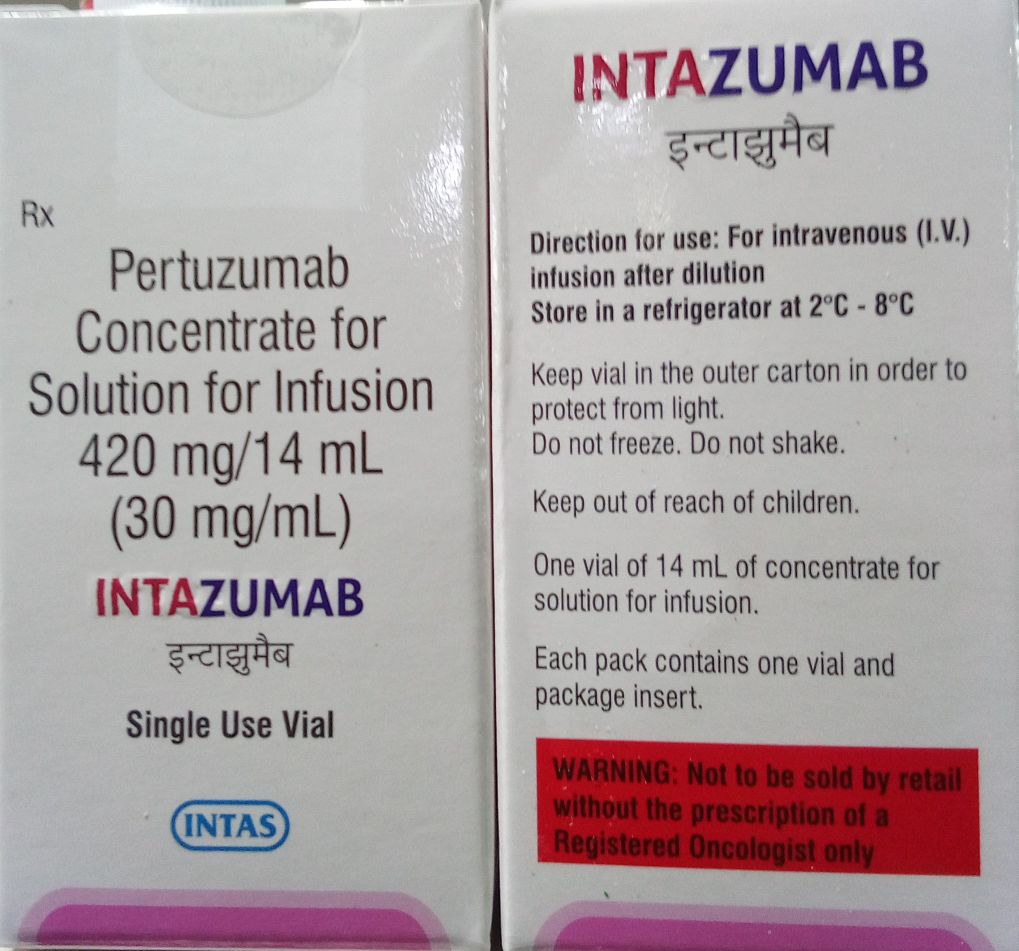 Rx
Pertuzumab
Concentrate for
Solution for Infusion
420 mg/14 mL
(30 mg/mL)
INTAZUMAB
इन्टाझुमैब
Single Use Vial
INTAS
INTAZUMAB
इन्टाझुमैब
Direction for use: For intravenous (I.V.)
infusion after dilution
Store in a refrigerator at 2°C - 8°C
Keep vial in the outer carton in order to
protect from light.
Do not freeze. Do not shake.
Keep out of reach of children.
One vial of 14 mL of concentrate for
solution for infusion.
Each pack contains one vial and
package insert.
WARNING: Not to be sold by retail
without the prescription of a
Registered Oncologist only